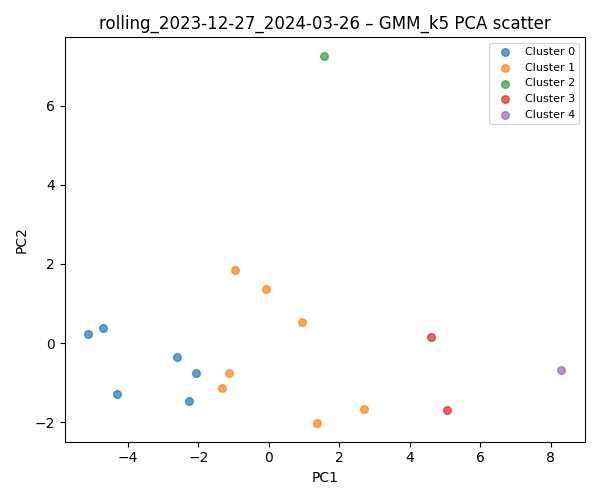 rolling_2023-12-27_2024-03-26 – GMM_k5 PCA scatter
Cluster 0
Cluster 1
Cluster 2
Cluster 3
Cluster 4
PC2
6
4
2
0
−2
−4 −2 0 2 4 6 8
PC1